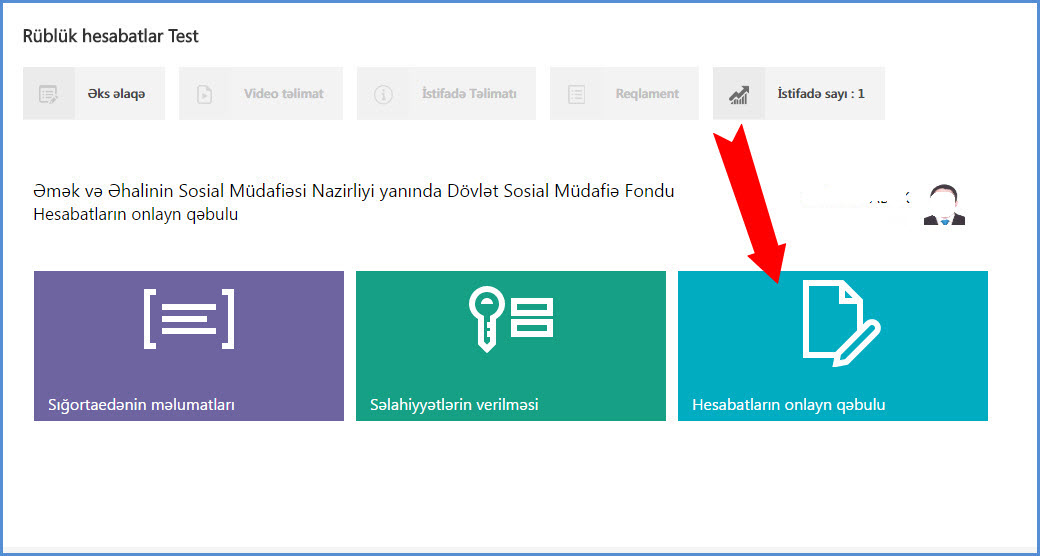 Rüblük hesabatlar Test
Əks əlaqə
Video təlimat
İstifadə Təlimatı
Reqlament
İstifadə sayı : 1
Əmək və Əhalinin Sosial Müdafiəsi Nazirliyi yanında Dövlət Sosial Müdafiə Fondu
Hesabatların onlayn qəbulu
Sığortaedənin məlumatları
Səlahiyyətlərin verilməsi
Hesabatların onlayn qəbulu